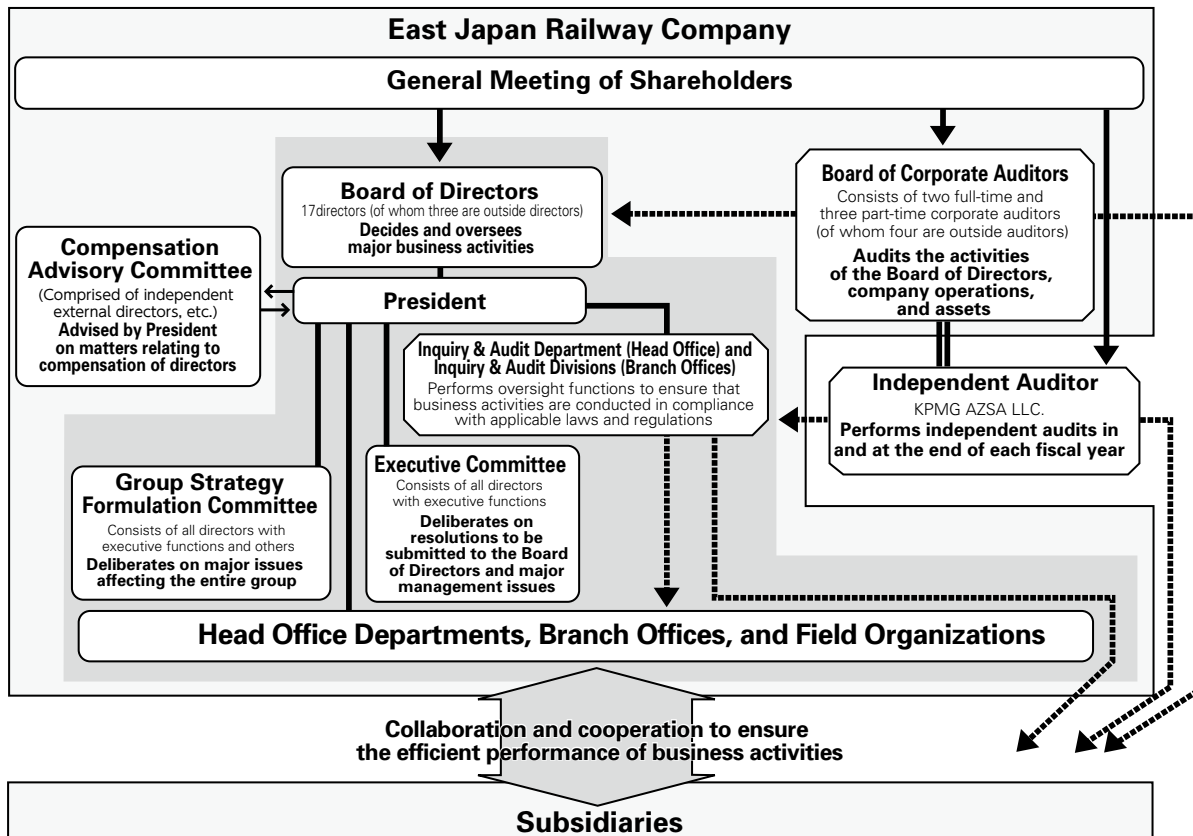 East Japan Railway Company
General Meeting of Shareholders
Board of Directors
17directors (of whom three are outside directors)
Decides and oversees
major business activities
Board of Corporate Auditors
Consists of two full-time and
three part-time corporate auditors
(of whom four are outside auditors)
Audits the activities
of the Board of Directors,
company operations,
and assets
Compensation
Advisory Committee
(Comprised of independent
external directors, etc.)
Advised by President
on matters relating to
compensation of directors
President
Inquiry & Audit Department (Head Office) and
Inquiry & Audit Divisions (Branch Offices)
Performs oversight functions to ensure that
business activities are conducted in compliance
with applicable laws and regulations
Independent Auditor
KPMG AZSA LLC.
Performs independent audits in
and at the end of each fiscal year
Group Strategy
Formulation Committee
Consists of all directors with
executive functions and others
Deliberates on major issues
affecting the entire group
Executive Committee
Consists of all directors
with executive functions
Deliberates on
resolutions to be
submitted to the Board
of Directors and major
management issues
Head Office Departments, Branch Offices, and Field Organizations
Collaboration and cooperation to ensure
the efficient performance of business activities
Subsidiaries